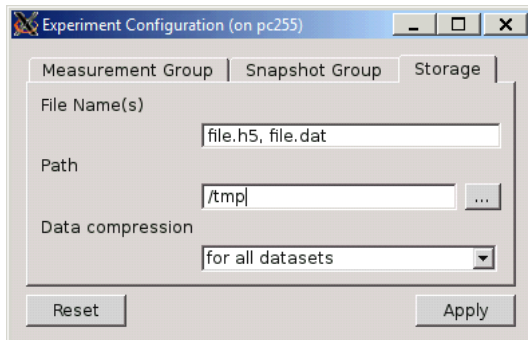 Experiment Configuration (on pc255)
Measurement Group Snapshot Group Storage
File Name(s)
file.h5, file.dat
Path
/tmp ...
Data compression
for all datasets
Reset Apply